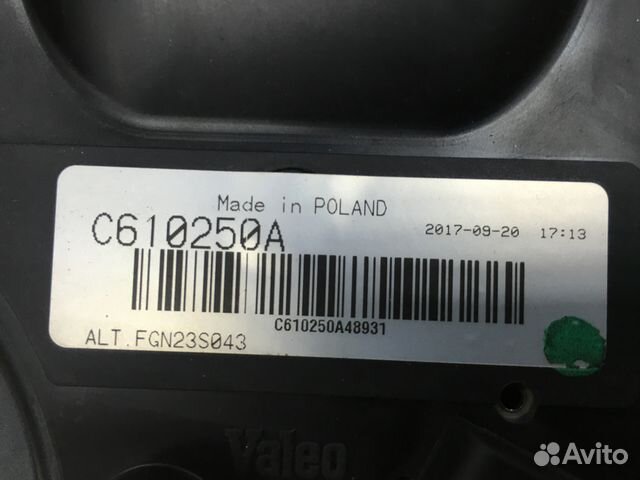 Made in POLAND
C610250A
2017-09-20 17:13
C610250A48931
ALT.FGN23S043
Valeo
Avito